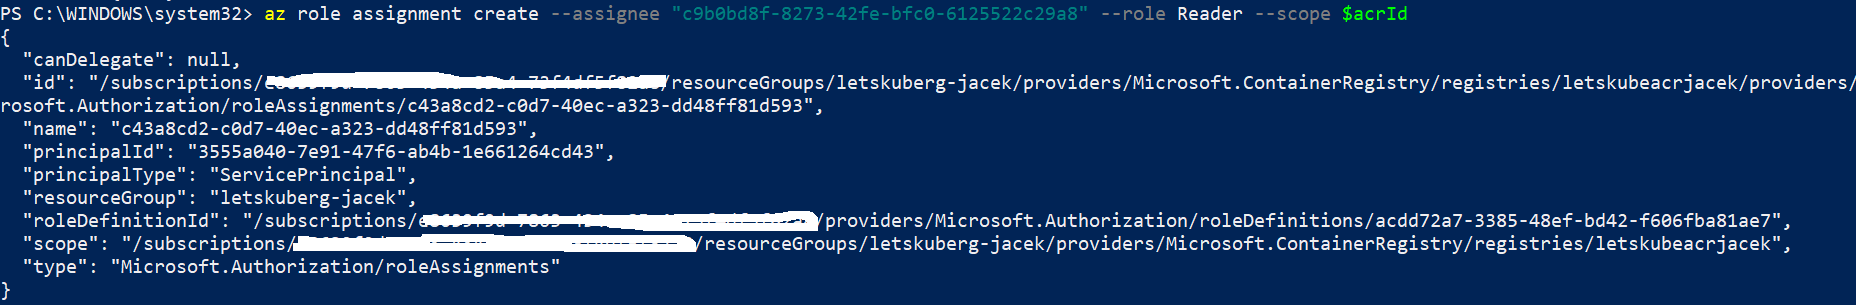 PS C:\WINDOWS\system32> az role assignment create --assignee "c9b0bd8f-8273-42fe-bfc0-6125522c29a8" --role Reader --scope $acrId
{
  "canDelegate": null,
  "id": "/subscriptions/ /resourceGroups/letskuberg-jacek/providers/Microsoft.ContainerRegistry/registries/letskubeacrjacek/providers/
rosoft.Authorization/roleAssignments/c43a8cd2-c0d7-40ec-a323-dd48ff81d593",
  "name": "c43a8cd2-c0d7-40ec-a323-dd48ff81d593",
  "principalId": "3555a040-7e91-47f6-ab4b-1e661264cd43",
  "principalType": "ServicePrincipal",
  "resourceGroup": "letskuberg-jacek",
  "roleDefinitionId": "/subscriptions/ /providers/Microsoft.Authorization/roleDefinitions/acdd72a7-3385-48ef-bd42-f606fba81ae7",
  "scope": "/subscriptions/ /resourceGroups/letskuberg-jacek/providers/Microsoft.ContainerRegistry/registries/letskubeacrjacek",
  "type": "Microsoft.Authorization/roleAssignments"
}